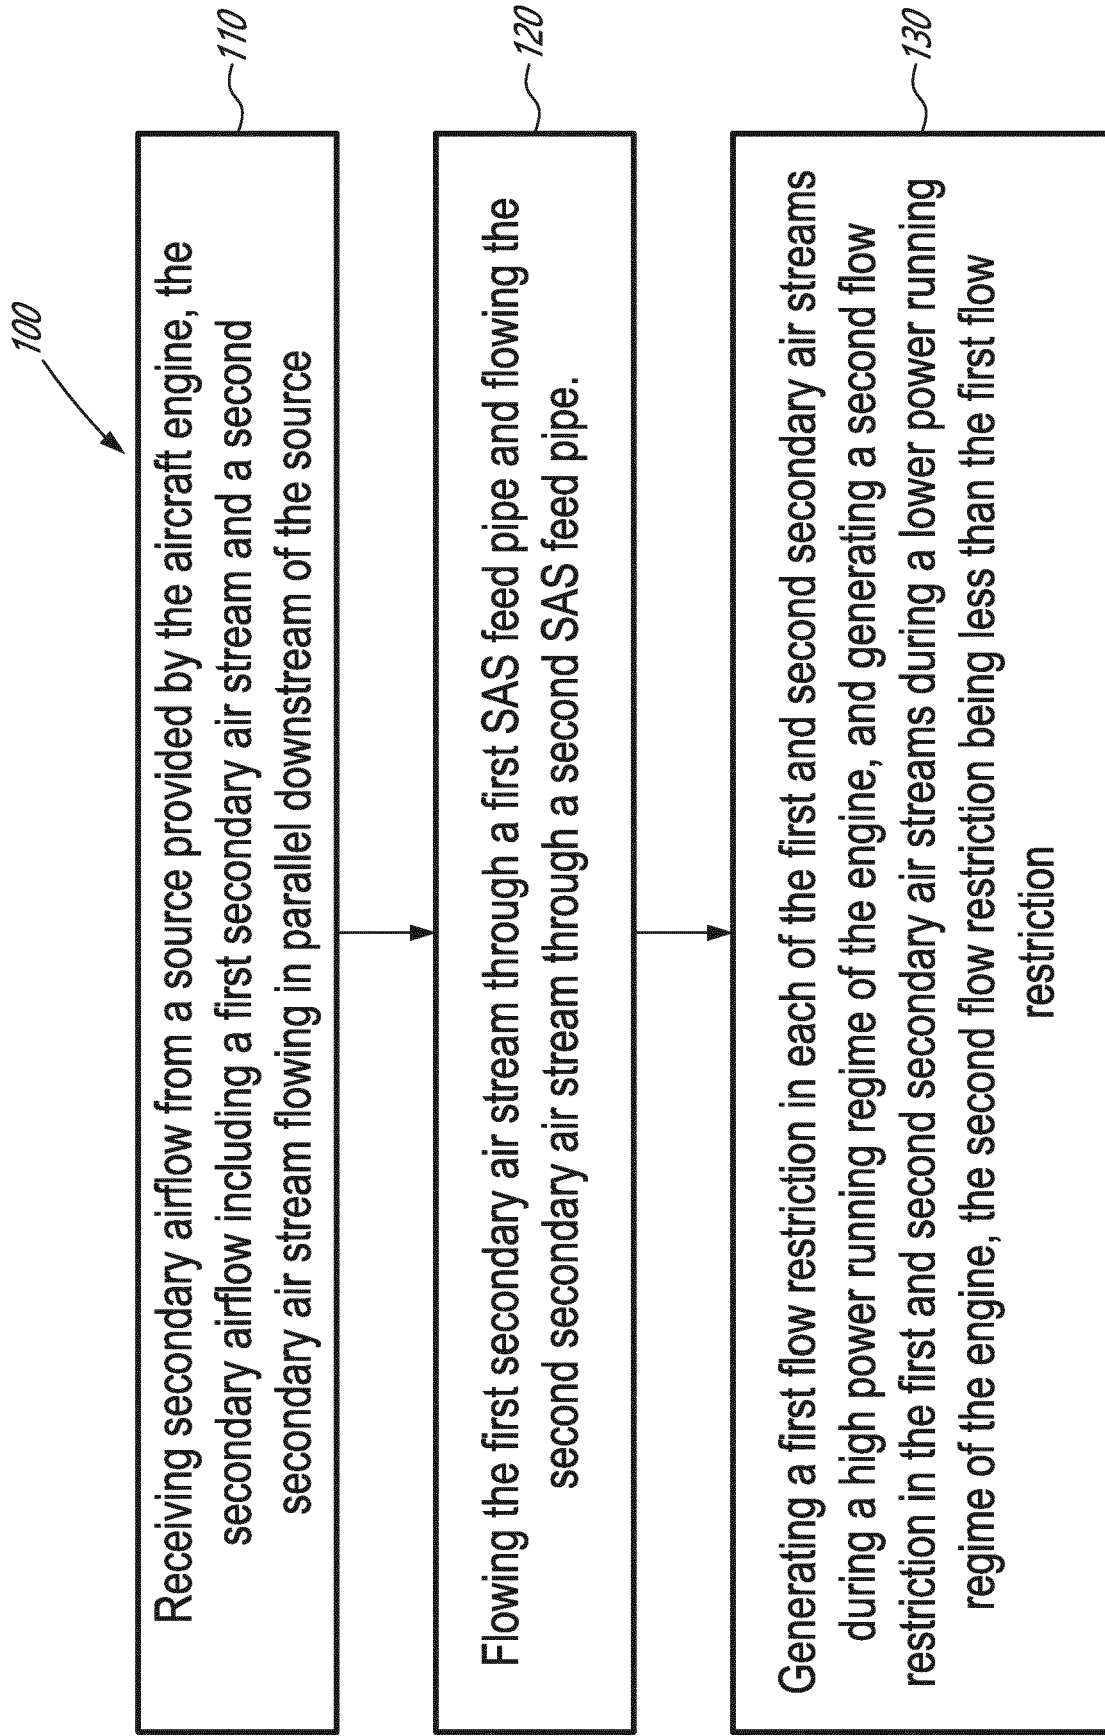 100
Receiving secondary airflow from a source provided by the aircraft engine, the
secondary airflow including a first secondary air stream and a second
secondary air stream flowing in parallel downstream of the source
110
Flowing the first secondary air stream through a first SAS feed pipe and flowing the
second secondary air stream through a second SAS feed pipe.
120
Generating a first flow restriction in each of the first and second secondary air streams
during a high power running regime of the engine, and generating a second flow
restriction in the first and second secondary air streams during a lower power running
regime of the engine, the second flow restriction being less than the first flow
restriction
130